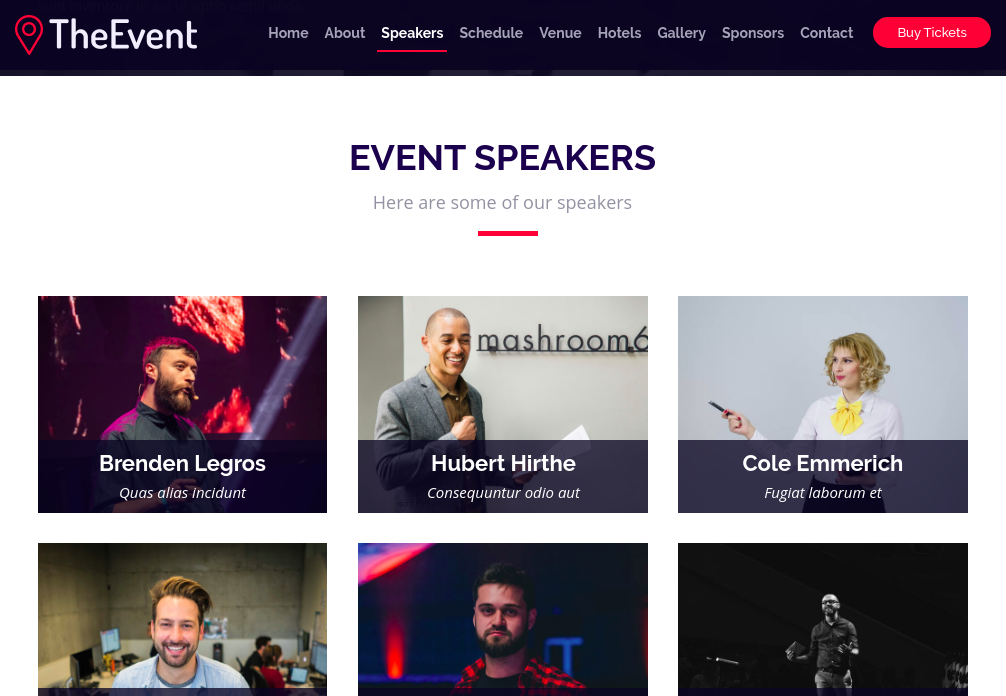 TheEvent
Home About Speakers Schedule Venue Hotels Gallery Sponsors Contact Buy Tickets
EVENT SPEAKERS
Here are some of our speakers
mashroom6
Brenden Legros
Quas alias incidunt
Hubert Hirthe
Consequuntur odio aut
Cole Emmerich
Fugiat laborum et